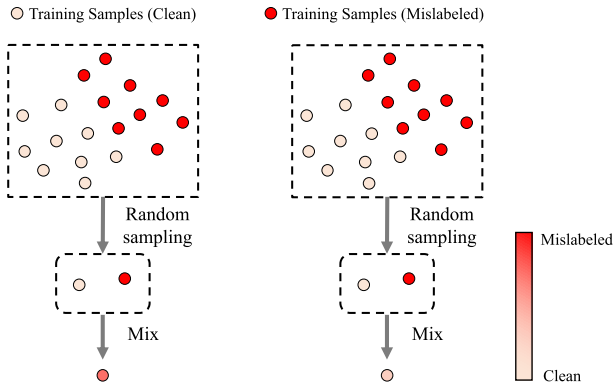 Training Samples (Clean)
Training Samples (Mislabeled)
Random
sampling
Random
sampling
Mislabeled
Mix
Mix
Clean